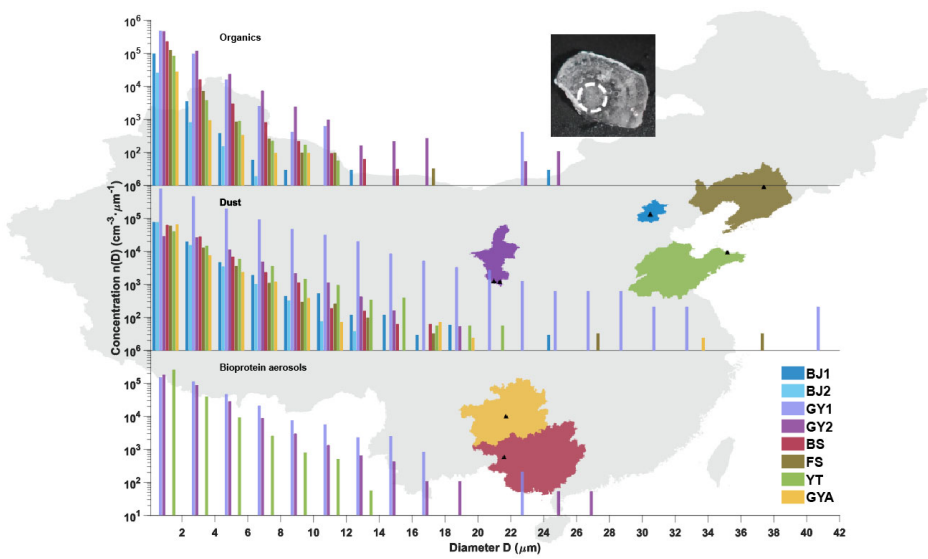 10^6
Organics
10^5
10^4
10^3
10^2
10^6
Dust
10^5
10^4
10^3
10^2
10^6
Bioprotein aerosols
10^5
10^4
10^3
10^2
10^1
Concentration n(D) (cm^-3·μm^-1)
2 4 6 8 10 12 14 16 18 20 22 24 26 28 30 32 34 36 38 40 42
Diameter D (μm)
BJ1
BJ2
GY1
GY2
BS
FS
YT
GYA